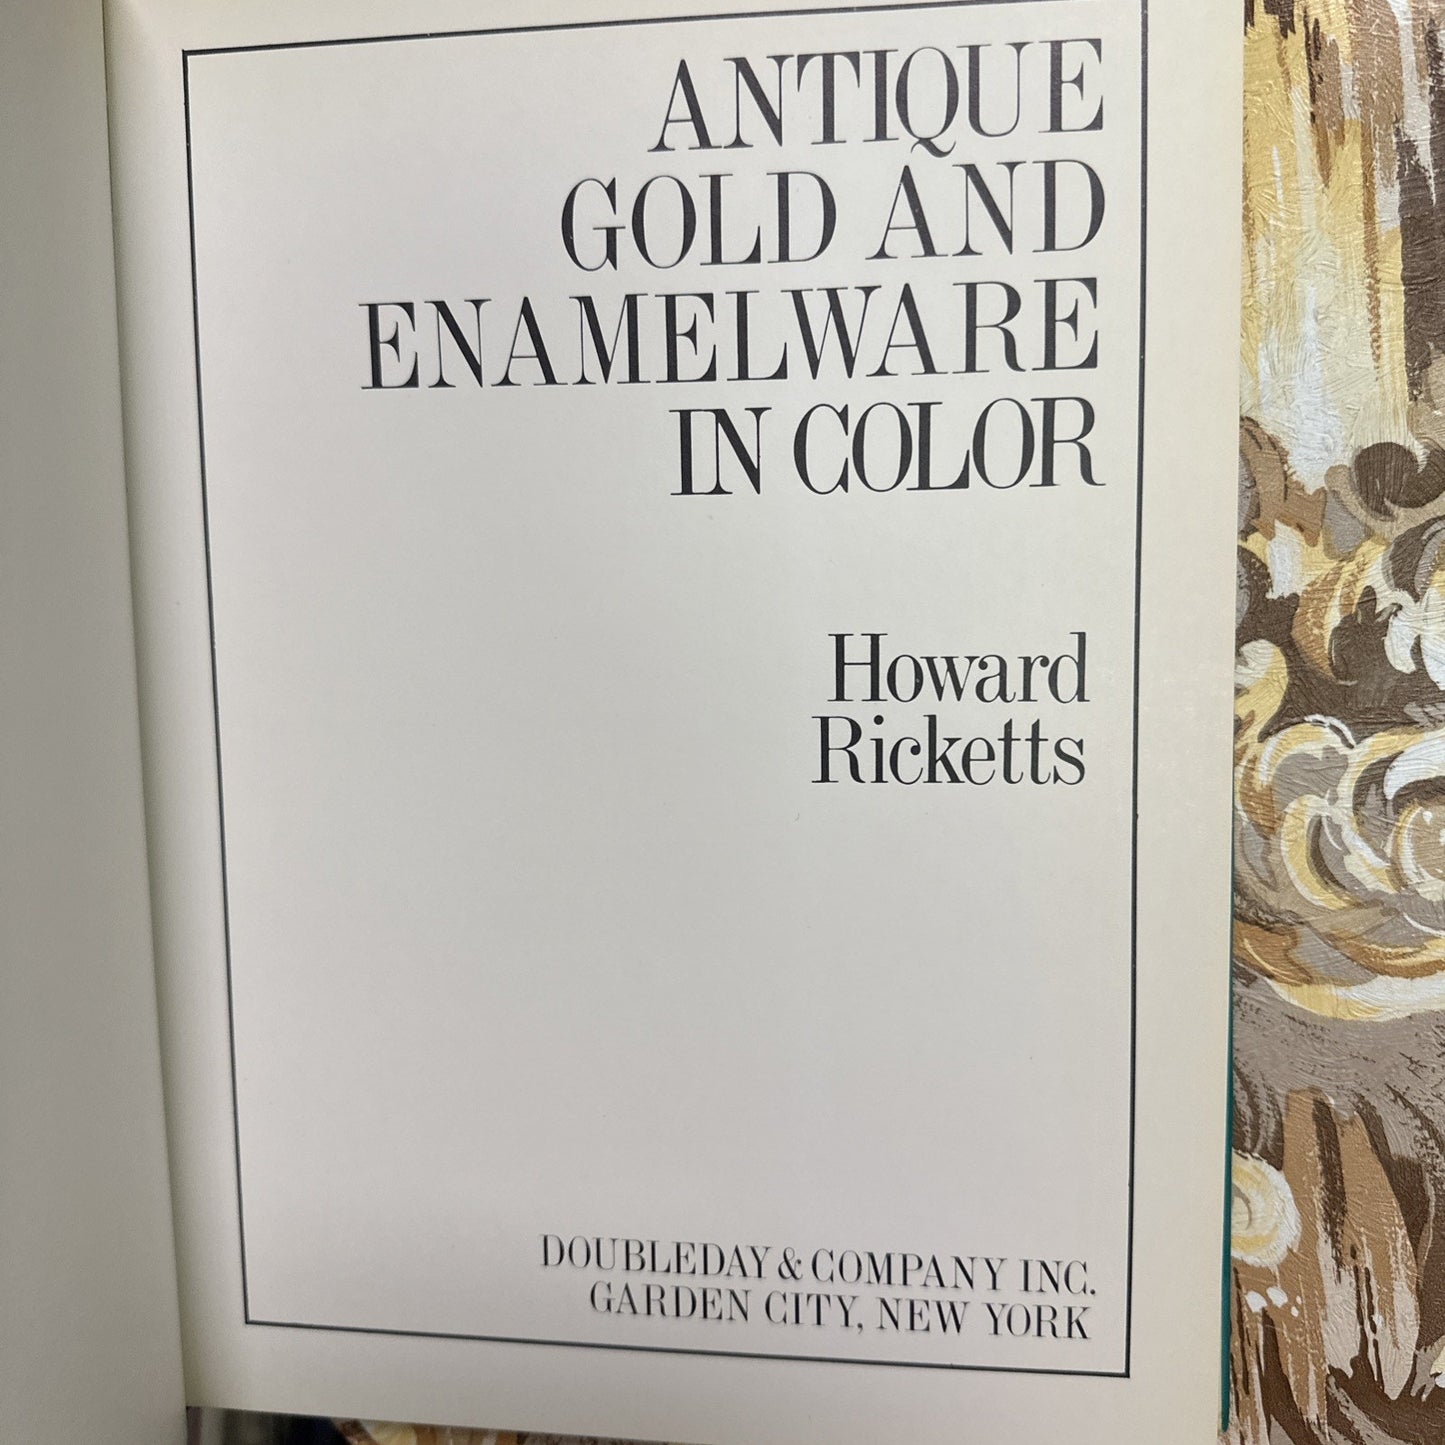 ANTIQUE
GOLD AND
ENAMELWARE
IN COLOR
Howard
Ricketts
DOUBLEDAY & COMPANY INC.
GARDEN CITY, NEW YORK